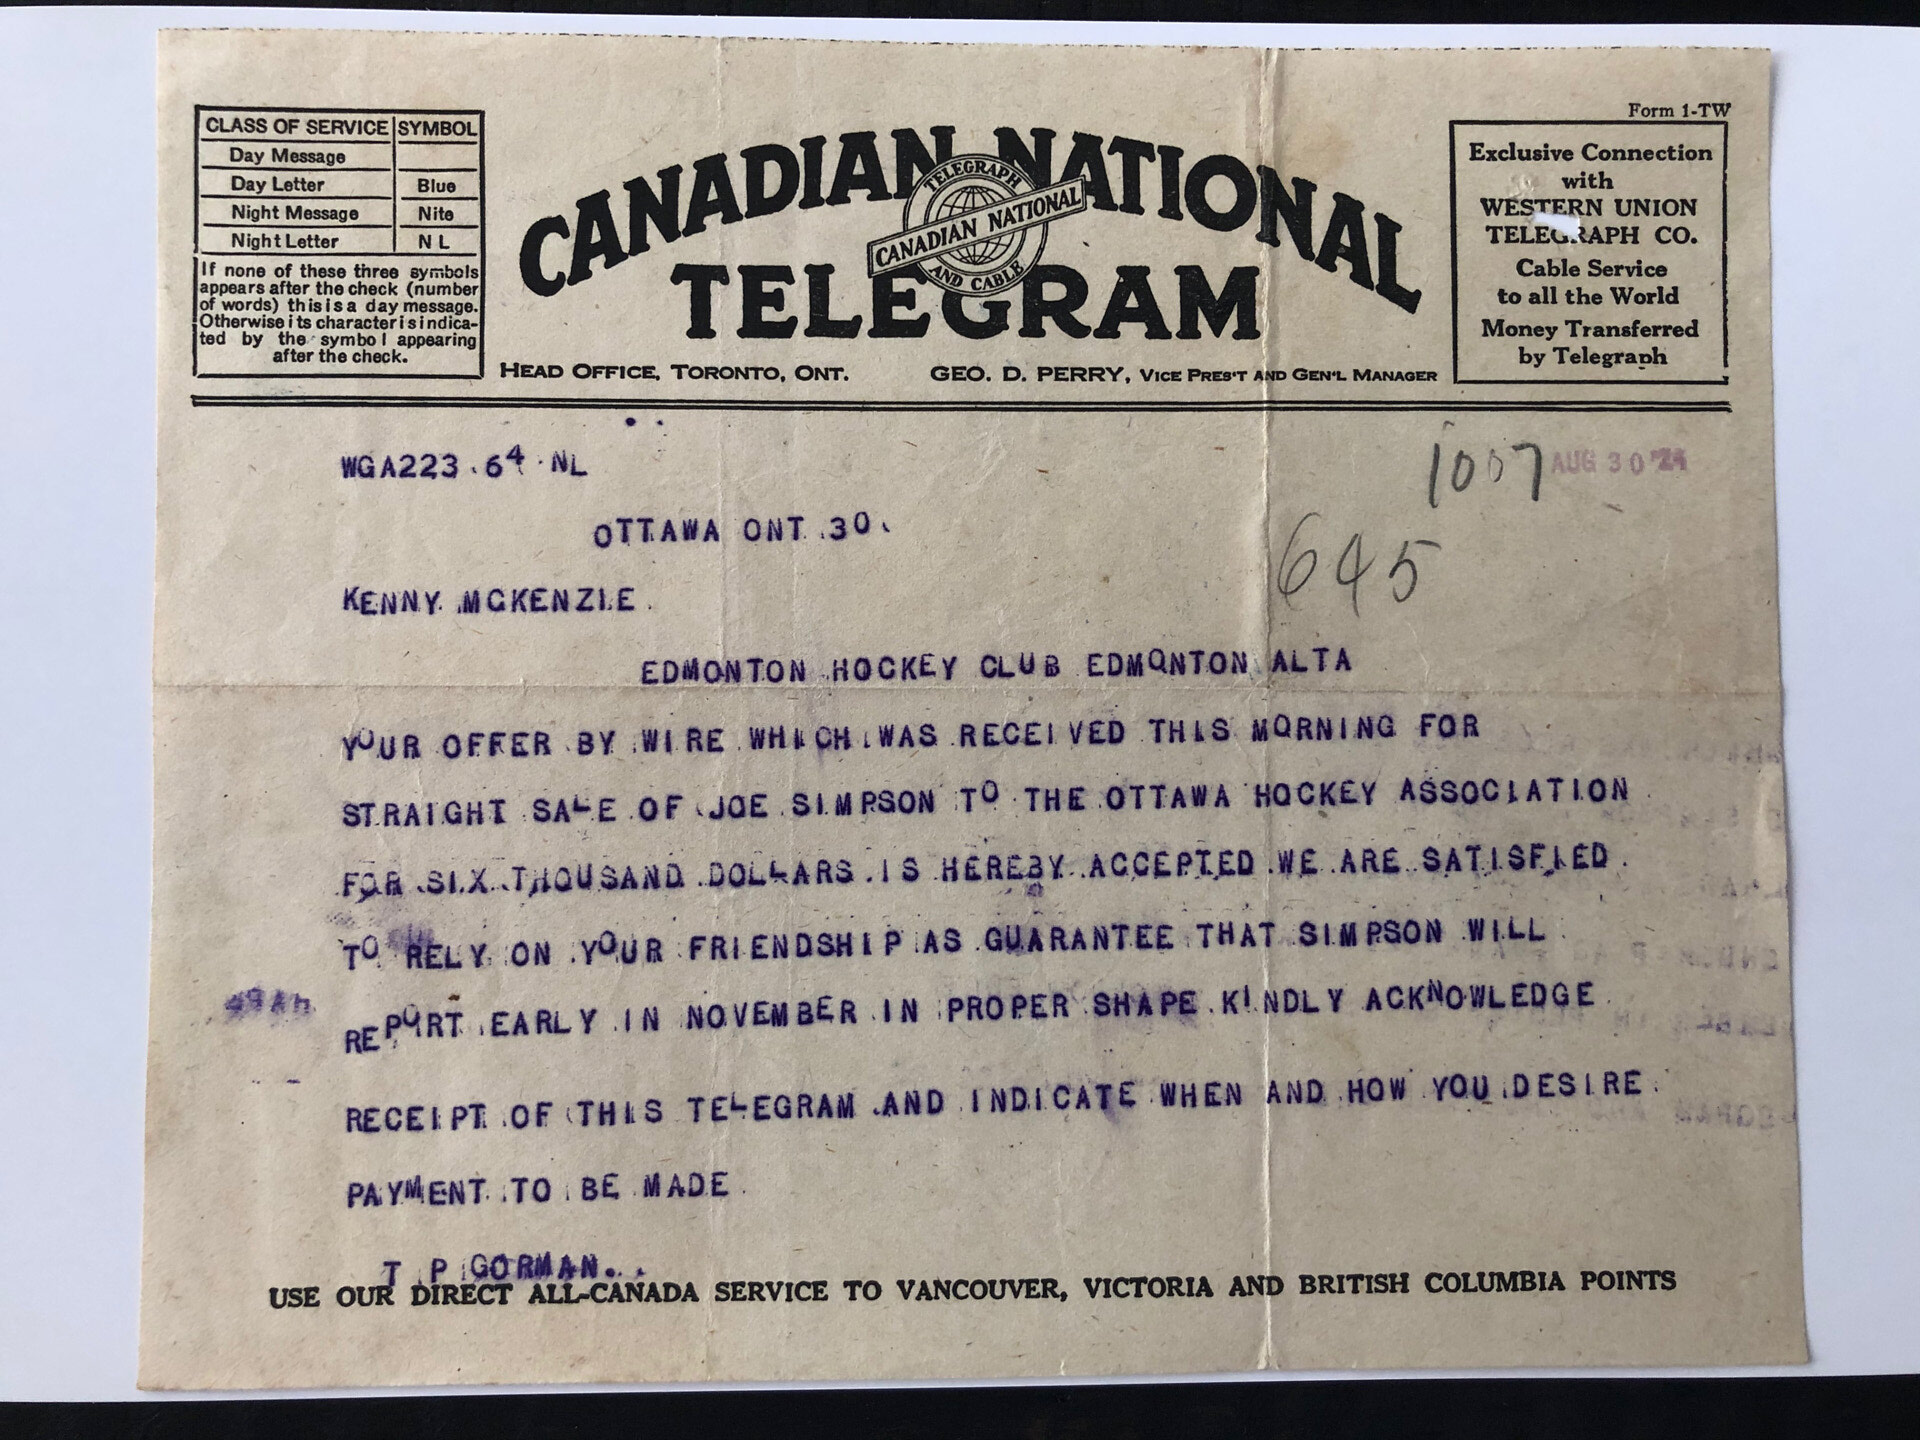 Form 1-TW
CLASS OF SERVICE SYMBOL
Day Message
Day Letter Blue
Night Message Nite
Night Letter N L
If none of these three symbols
appears after the check (number
of words) this is a day message.
Otherwise its character is indica-
ted by the symbol appearing
after the check.
CANADIAN NATIONAL
TELEGRAM
TELEGRAPH
CANADIAN NATIONAL
AND CABLE
HEAD OFFICE, TORONTO, ONT. GEO. D. PERRY, VICE PRES'T AND GEN'L MANAGER
Exclusive Connection
with
WESTERN UNION
TELEGRAPH CO.
Cable Service
to all the World
Money Transferred
by Telegraph
WGA223 64 NL
1007 AUG 30 '24
OTTAWA ONT 30
645
KENNY MCKENZIE
EDMONTON HOCKEY CLUB EDMONTON ALTA
YOUR OFFER BY WIRE WHICH WAS RECEIVED THIS MORNING FOR
STRAIGHT SALE OF JOE SIMPSON TO THE OTTAWA HOCKEY ASSOCIATION
FOR SIX THOUSAND DOLLARS IS HEREBY ACCEPTED WE ARE SATISFIED
TO RELY ON YOUR FRIENDSHIP AS GUARANTEE THAT SIMPSON WILL
REPORT EARLY IN NOVEMBER IN PROPER SHAPE KINDLY ACKNOWLEDGE
RECEIPT OF THIS TELEGRAM AND INDICATE WHEN AND HOW YOU DESIRE
PAYMENT TO BE MADE
T P GORMAN..
USE OUR DIRECT ALL-CANADA SERVICE TO VANCOUVER, VICTORIA AND BRITISH COLUMBIA POINTS